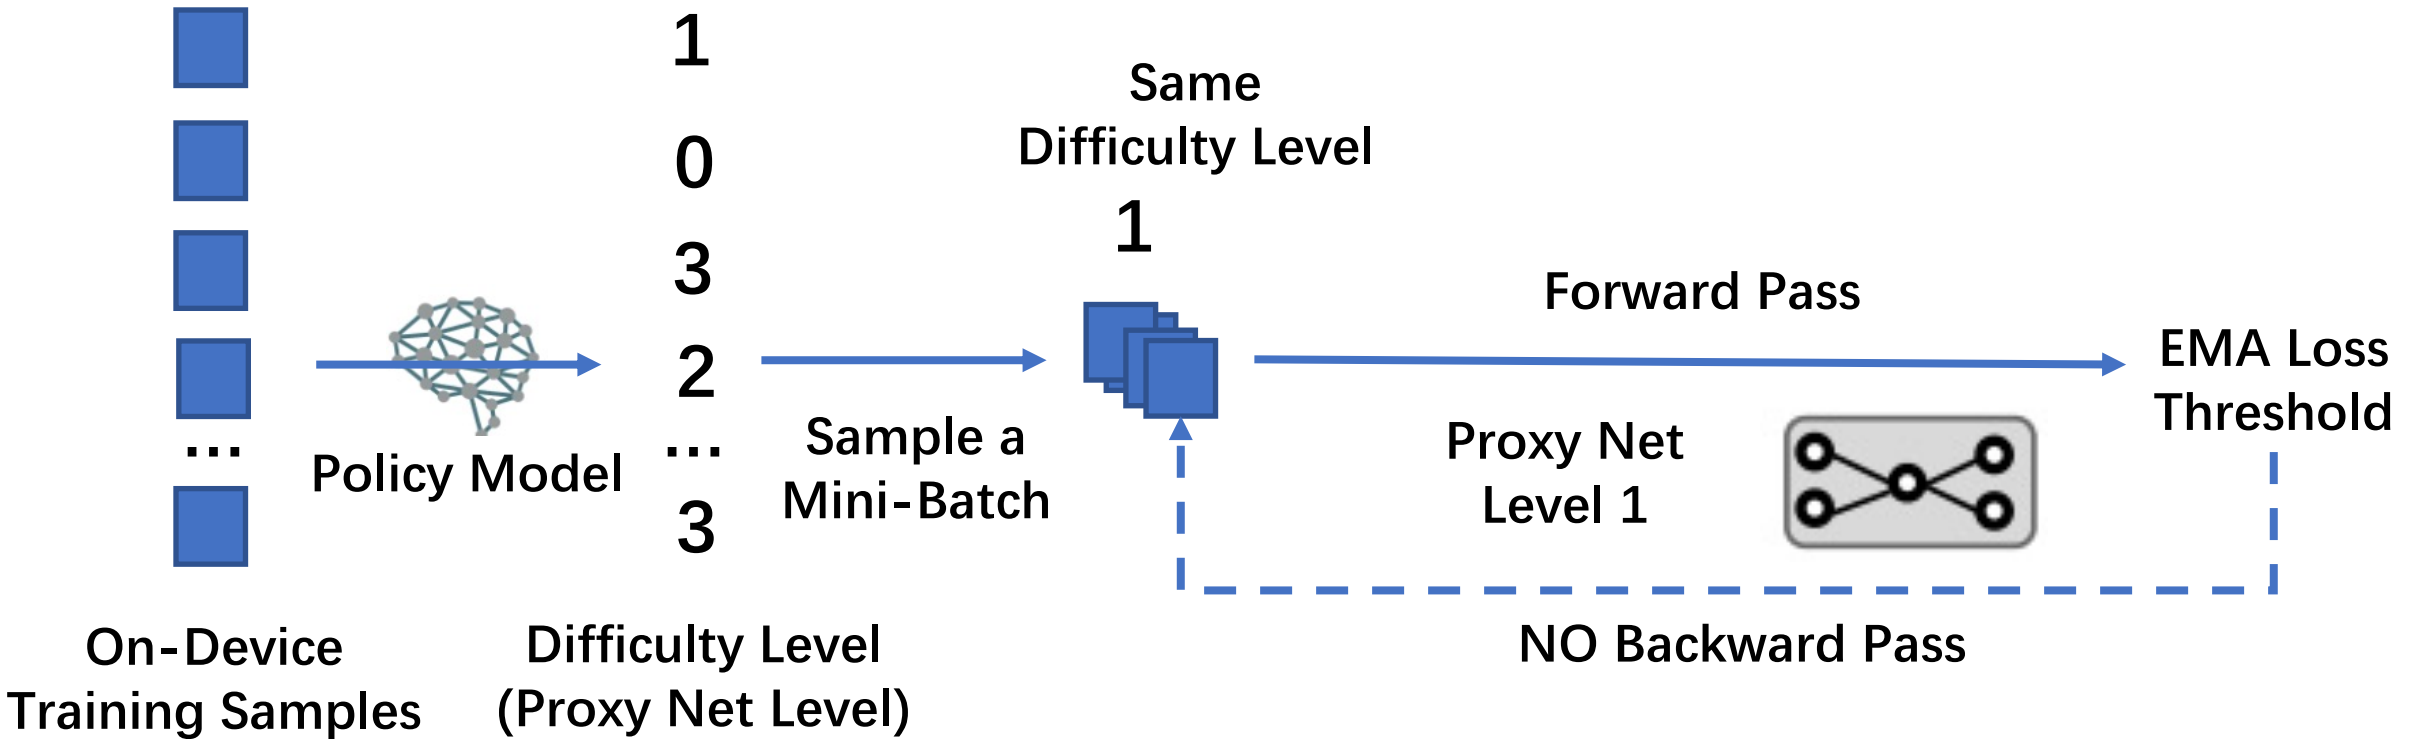 1
0
3
2
...
3
...
On-Device
Training Samples
Policy Model
Difficulty Level
(Proxy Net Level)
Sample a
Mini-Batch
Same
Difficulty Level
1
Forward Pass
Proxy Net
Level 1
EMA Loss
Threshold
NO Backward Pass